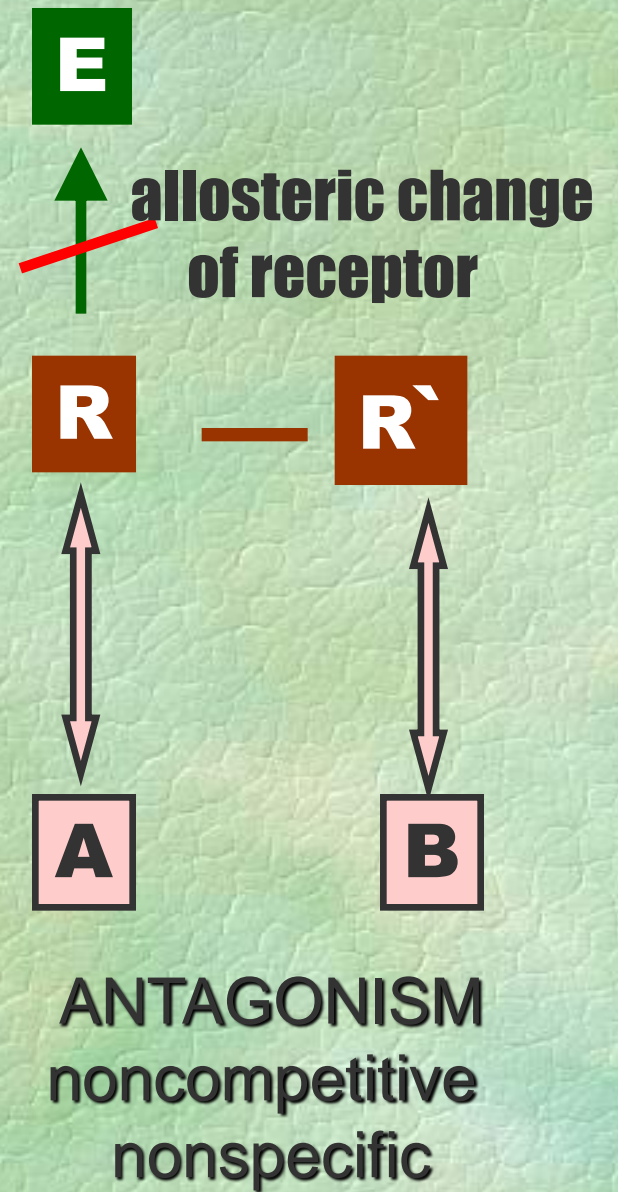 E
allosteric change
of receptor
R R`
A B
ANTAGONISM
noncompetitive
nonspecific